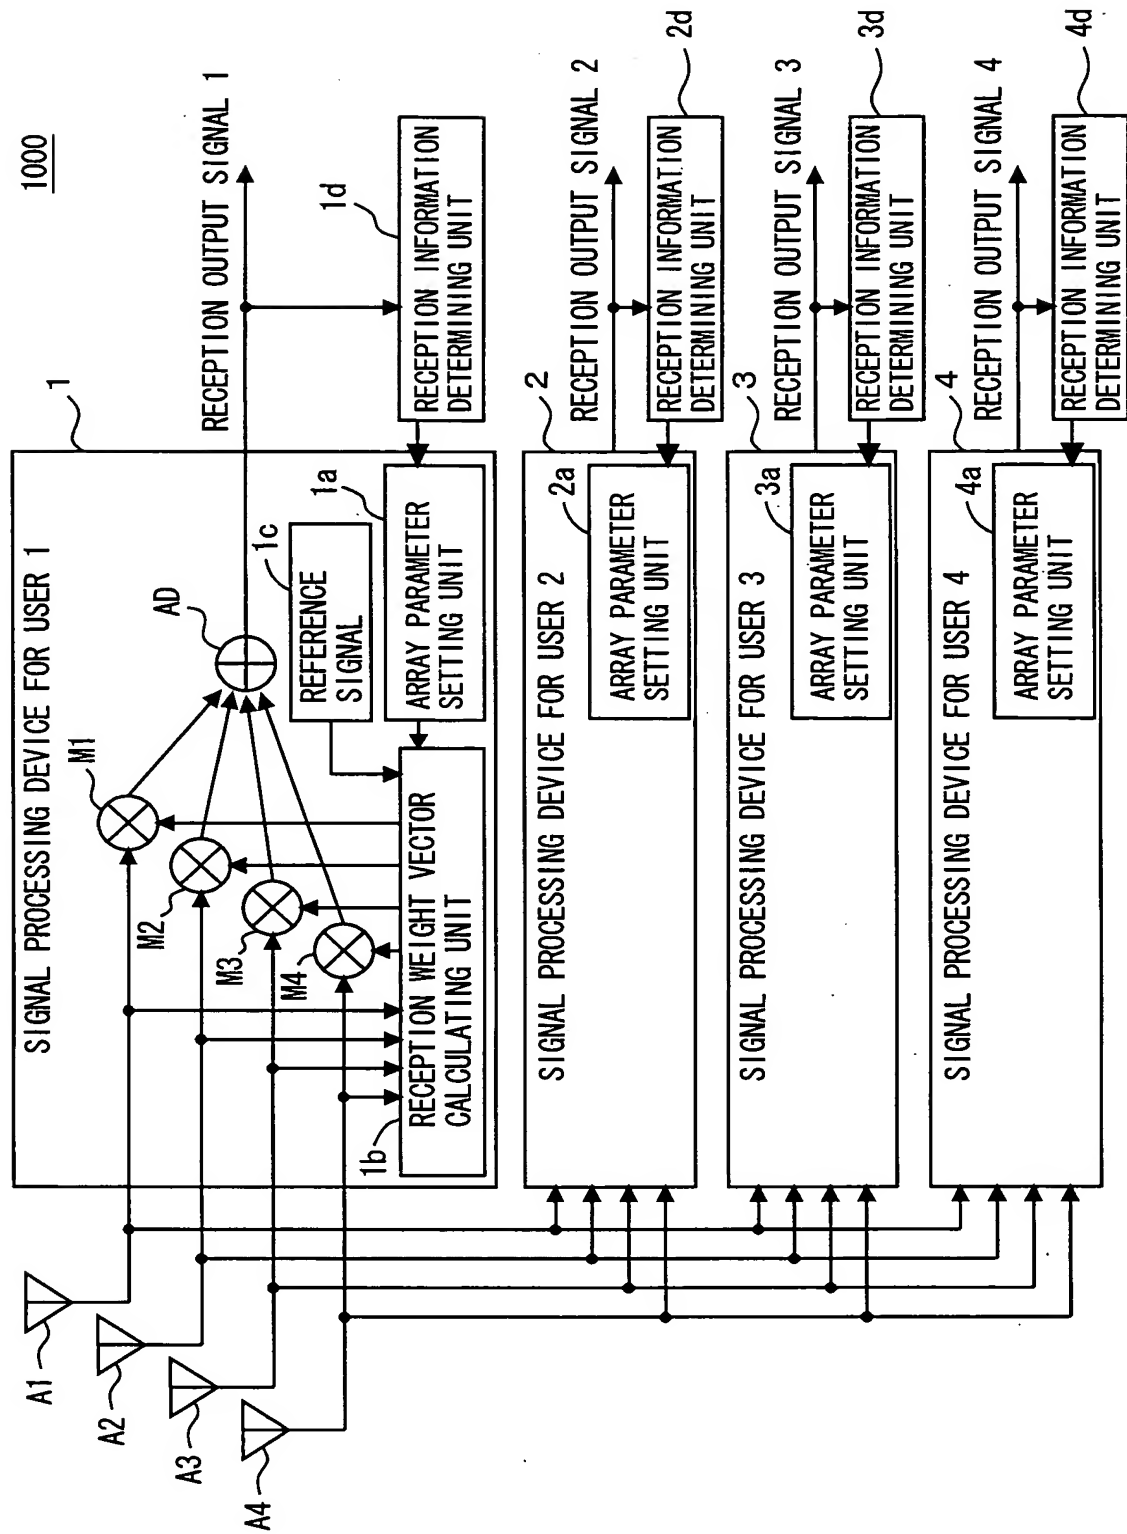 1000
SIGNAL PROCESSING DEVICE FOR USER 1
1
RECEPTION OUTPUT SIGNAL 1
A1
A2
A3
A4
M1
M2
M3
M4
AD
1c
REFERENCE
SIGNAL
1a
ARRAY PARAMETER
SETTING UNIT
1b
RECEPTION WEIGHT VECTOR
CALCULATING UNIT
1d
RECEPTION INFORMATION
DETERMINING UNIT
SIGNAL PROCESSING DEVICE FOR USER 2
2
RECEPTION OUTPUT SIGNAL 2
2a
ARRAY PARAMETER
SETTING UNIT
2d
RECEPTION INFORMATION
DETERMINING UNIT
SIGNAL PROCESSING DEVICE FOR USER 3
3
RECEPTION OUTPUT SIGNAL 3
3a
ARRAY PARAMETER
SETTING UNIT
3d
RECEPTION INFORMATION
DETERMINING UNIT
SIGNAL PROCESSING DEVICE FOR USER 4
4
RECEPTION OUTPUT SIGNAL 4
4a
ARRAY PARAMETER
SETTING UNIT
4d
RECEPTION INFORMATION
DETERMINING UNIT